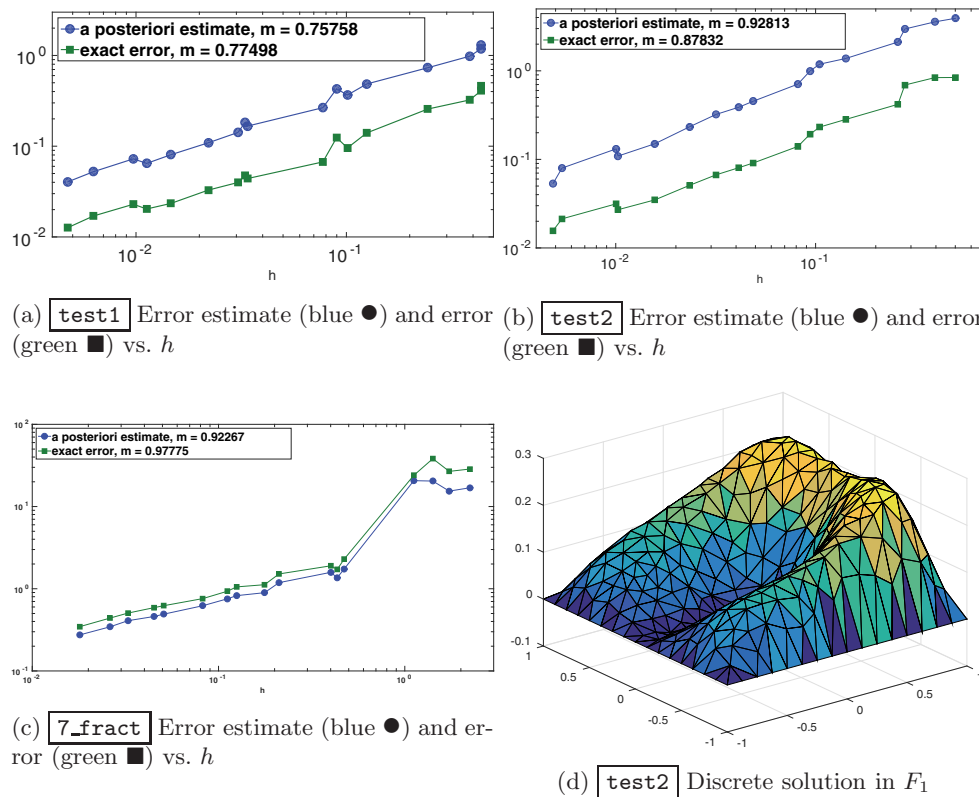 a posteriori estimate, m = 0.75758
exact error, m = 0.77498
10^0
10^-1
10^-2
10^-2
10^-1
h
(a) test1 Error estimate (blue ●) and error
(green ■) vs. h
a posteriori estimate, m = 0.92813
exact error, m = 0.87832
10^0
10^-1
10^-2
10^-2
10^-1
h
(b) test2 Error estimate (blue ●) and error
(green ■) vs. h
a posteriori estimate, m = 0.92267
exact error, m = 0.97775
10^2
10^1
10^0
10^-1
10^-2
10^-1
10^0
h
(c) 7_fract Error estimate (blue ●) and er-
ror (green ■) vs. h
0.3
0.2
0.1
0
-0.1
1
0.5
0
-0.5
-1
-1
-0.5
0
0.5
1
(d) test2 Discrete solution in F₁